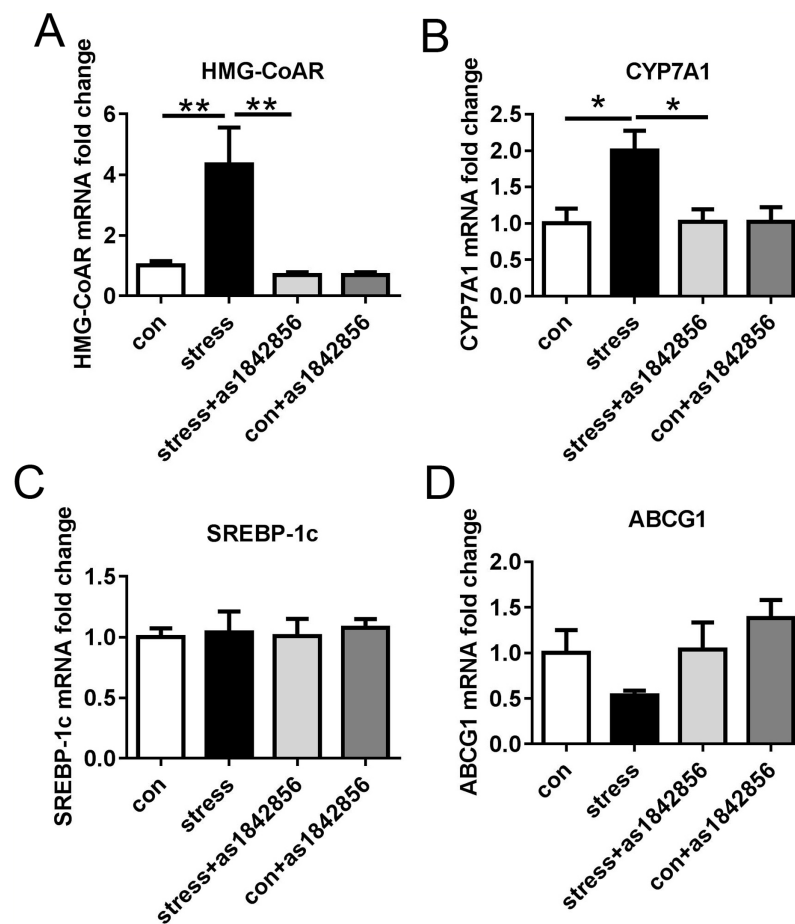 A
HMG-CoAR
HMG-CoAR mRNA fold change
6
4
2
0
** **
con
stress
stress+as1842856
con+as1842856
B
CYP7A1
CYP7A1 mRNA fold change
2.5
2.0
1.5
1.0
0.5
0.0
* *
con
stress
stress+as1842856
con+as1842856
C
SREBP-1c
SREBP-1c mRNA fold change
1.5
1.0
0.5
0.0
con
stress
stress+as1842856
con+as1842856
D
ABCG1
ABCG1 mRNA fold change
2.0
1.5
1.0
0.5
0.0
con
stress
stress+as1842856
con+as1842856